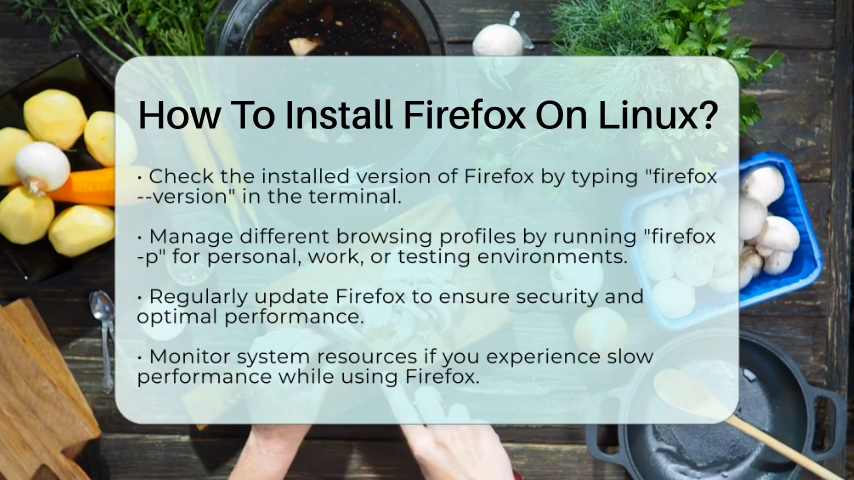 How To Install Firefox On Linux?
• Check the installed version of Firefox by typing "firefox
--version" in the terminal.
• Manage different browsing profiles by running "firefox
-p" for personal, work, or testing environments.
• Regularly update Firefox to ensure security and
optimal performance.
• Monitor system resources if you experience slow
performance while using Firefox.